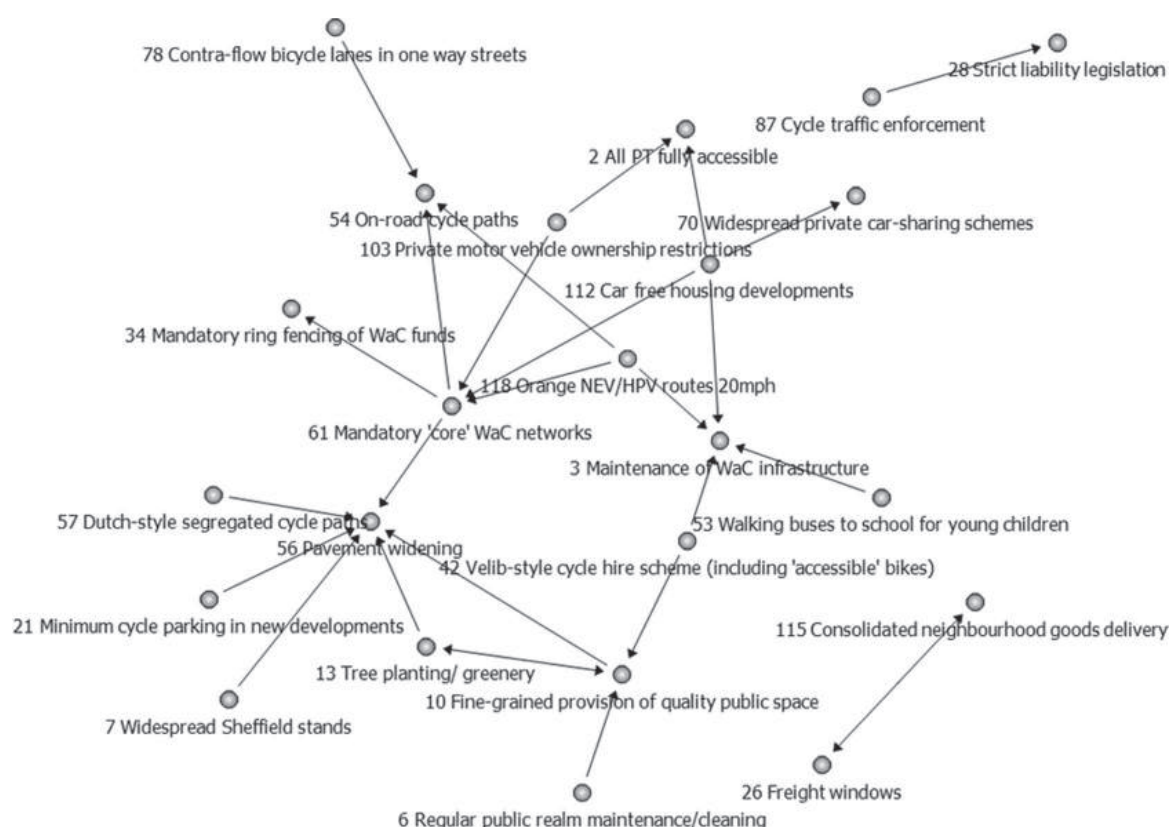 78 Contra-flow bicycle lanes in one way streets
28 Strict liability legislation
87 Cycle traffic enforcement
2 All PT fully accessible
54 On-road cycle paths
70 Widespread private car-sharing schemes
103 Private motor vehicle ownership restrictions
112 Car free housing developments
34 Mandatory ring fencing of WaC funds
118 Orange NEV/HPV routes 20mph
61 Mandatory 'core' WaC networks
3 Maintenance of WaC infrastructure
57 Dutch-style segregated cycle paths
53 Walking buses to school for young children
56 Pavement widening
42 Velib-style cycle hire scheme (including 'accessible' bikes)
21 Minimum cycle parking in new developments
115 Consolidated neighbourhood goods delivery
13 Tree planting/ greenery
10 Fine-grained provision of quality public space
7 Widespread Sheffield stands
26 Freight windows
6 Regular public realm maintenance/cleaning